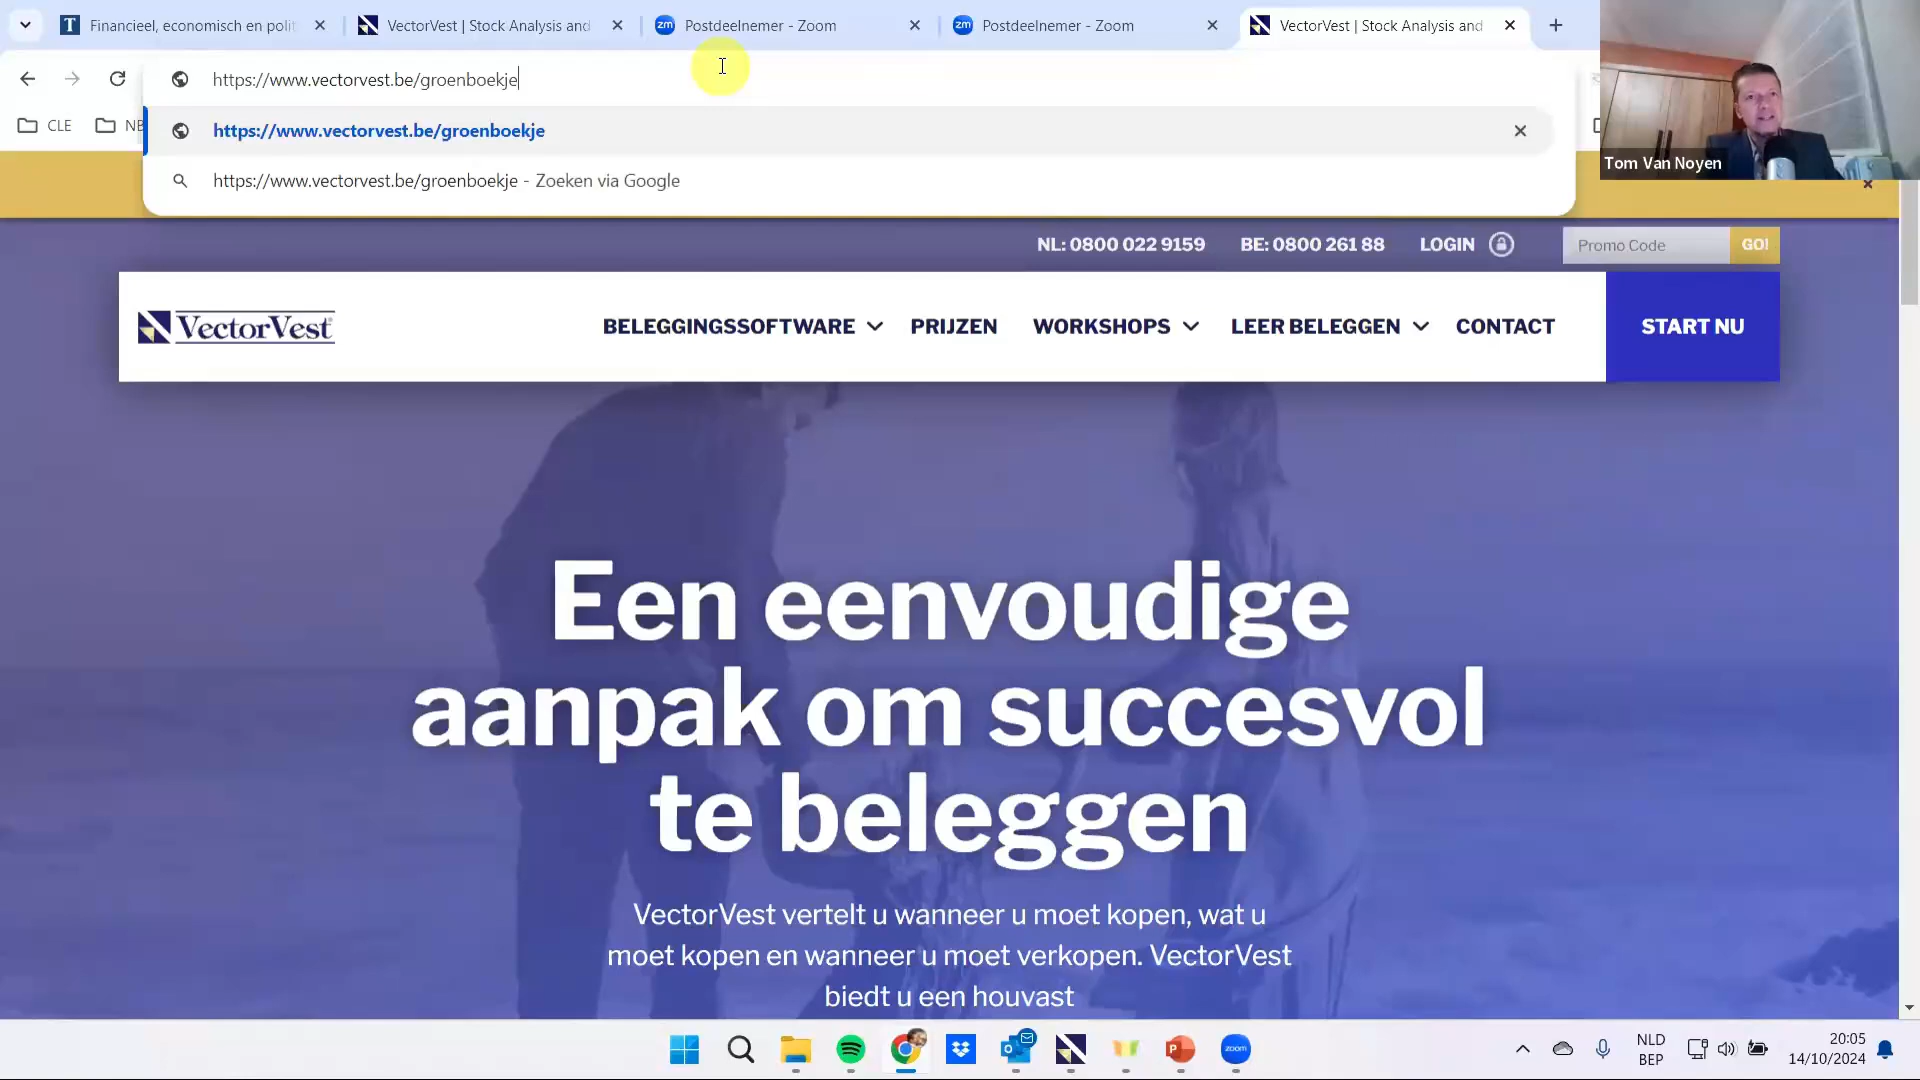 Financieel, economisch en polit
VectorVest | Stock Analysis and
zm Postdeelnemer - Zoom
zm Postdeelnemer - Zoom
VectorVest | Stock Analysis and
https://www.vectorvest.be/groenboekje
CLE
NB
https://www.vectorvest.be/groenboekje
https://www.vectorvest.be/groenboekje - Zoeken via Google
Tom Van Noyen
NL: 0800 022 9159 BE: 0800 261 88 LOGIN Promo Code GO!
VectorVest
BELEGGINGSSOFTWARE PRIJZEN WORKSHOPS LEER BELEGGEN CONTACT START NU
Een eenvoudige
aanpak om succesvol
te beleggen
VectorVest vertelt u wanneer u moet kopen, wat u
moet kopen en wanneer u moet verkopen. VectorVest
biedt u een houvast
zoom
NLD
BEP
20:05
14/10/2024